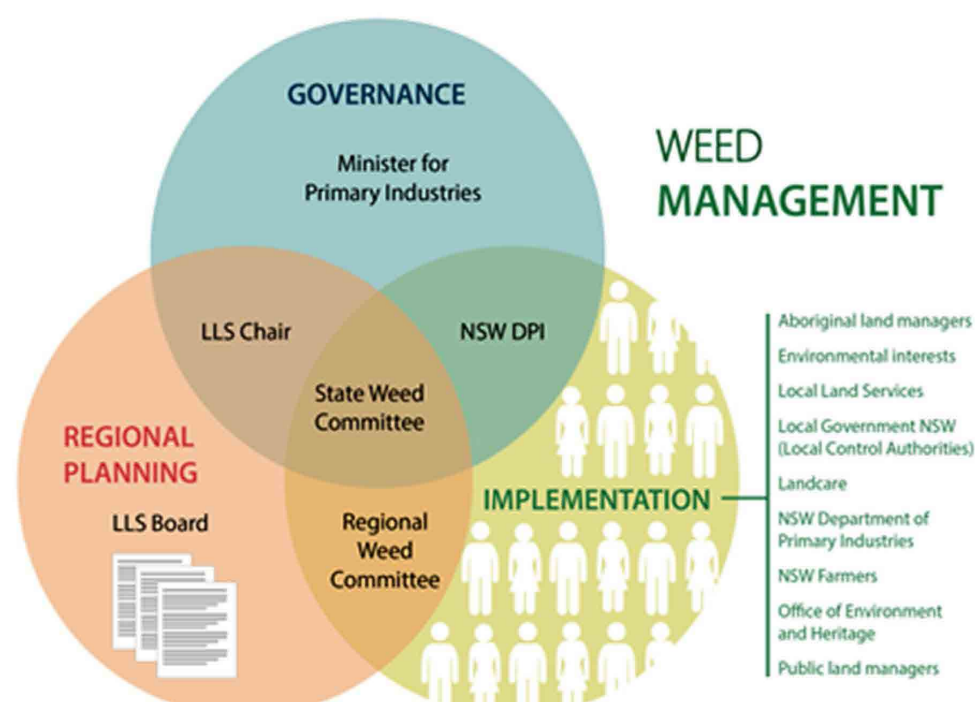 GOVERNANCE
Minister for
Primary Industries
WEED
MANAGEMENT
LLS Chair
NSW DPI
State Weed
Committee
REGIONAL
PLANNING
LLS Board
Regional
Weed
Committee
IMPLEMENTATION
Aboriginal land managers
Environmental interests
Local Land Services
Local Government NSW
(Local Control Authorities)
Landcare
NSW Department of
Primary Industries
NSW Farmers
Office of Environment
and Heritage
Public land managers